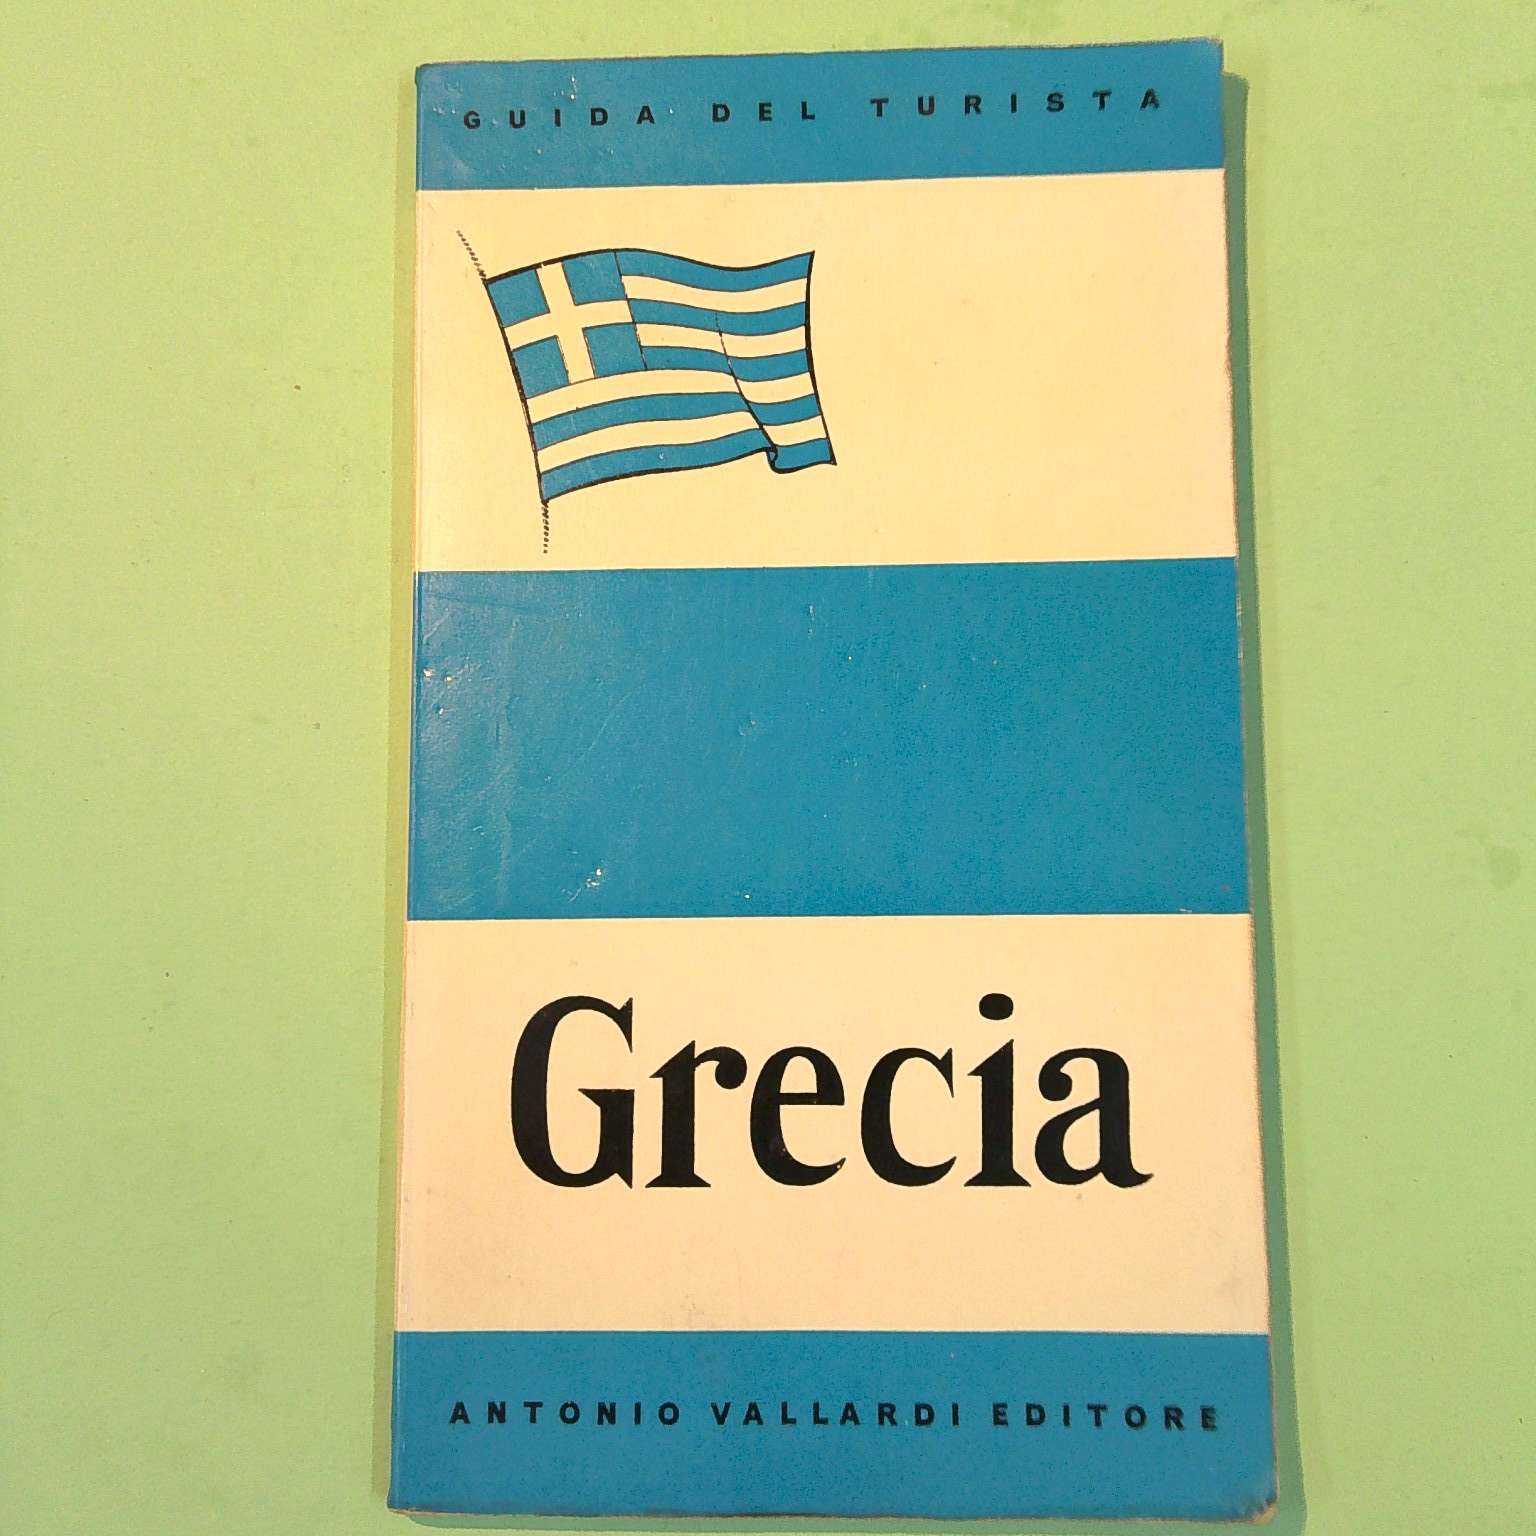 GUIDA DEL TURISTA
Grecia
ANTONIO VALLARDI EDITORE